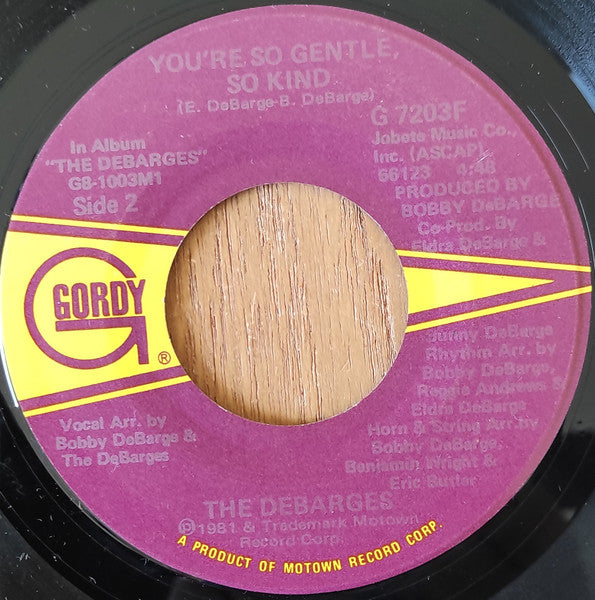 YOU'RE SO GENTLE,
SO KIND
(E. DeBarge-B. DeBarge)
In Album
"THE DEBARGES"
G8-1003M1
Side 2
G 7203F
Jobete Music Co.,
Inc. (ASCAP)
66123 4:48
PRODUCED BY
BOBBY DeBARGE
Co-Prod. By
Eldra DeBarge &
Bunny DeBarge
Rhythm Arr. by
Bobby DeBarge,
Reggie Andrews &
Eldra DeBarge
Horn & String Arr. by
Bobby DeBarge,
Benjamin Wright &
Eric Butler
GORDY
®
Vocal Arr. by
Bobby DeBarge &
The DeBarges
THE DEBARGES
℗1981 & Trademark Motown
Record Corp.
A PRODUCT OF MOTOWN RECORD CORP.